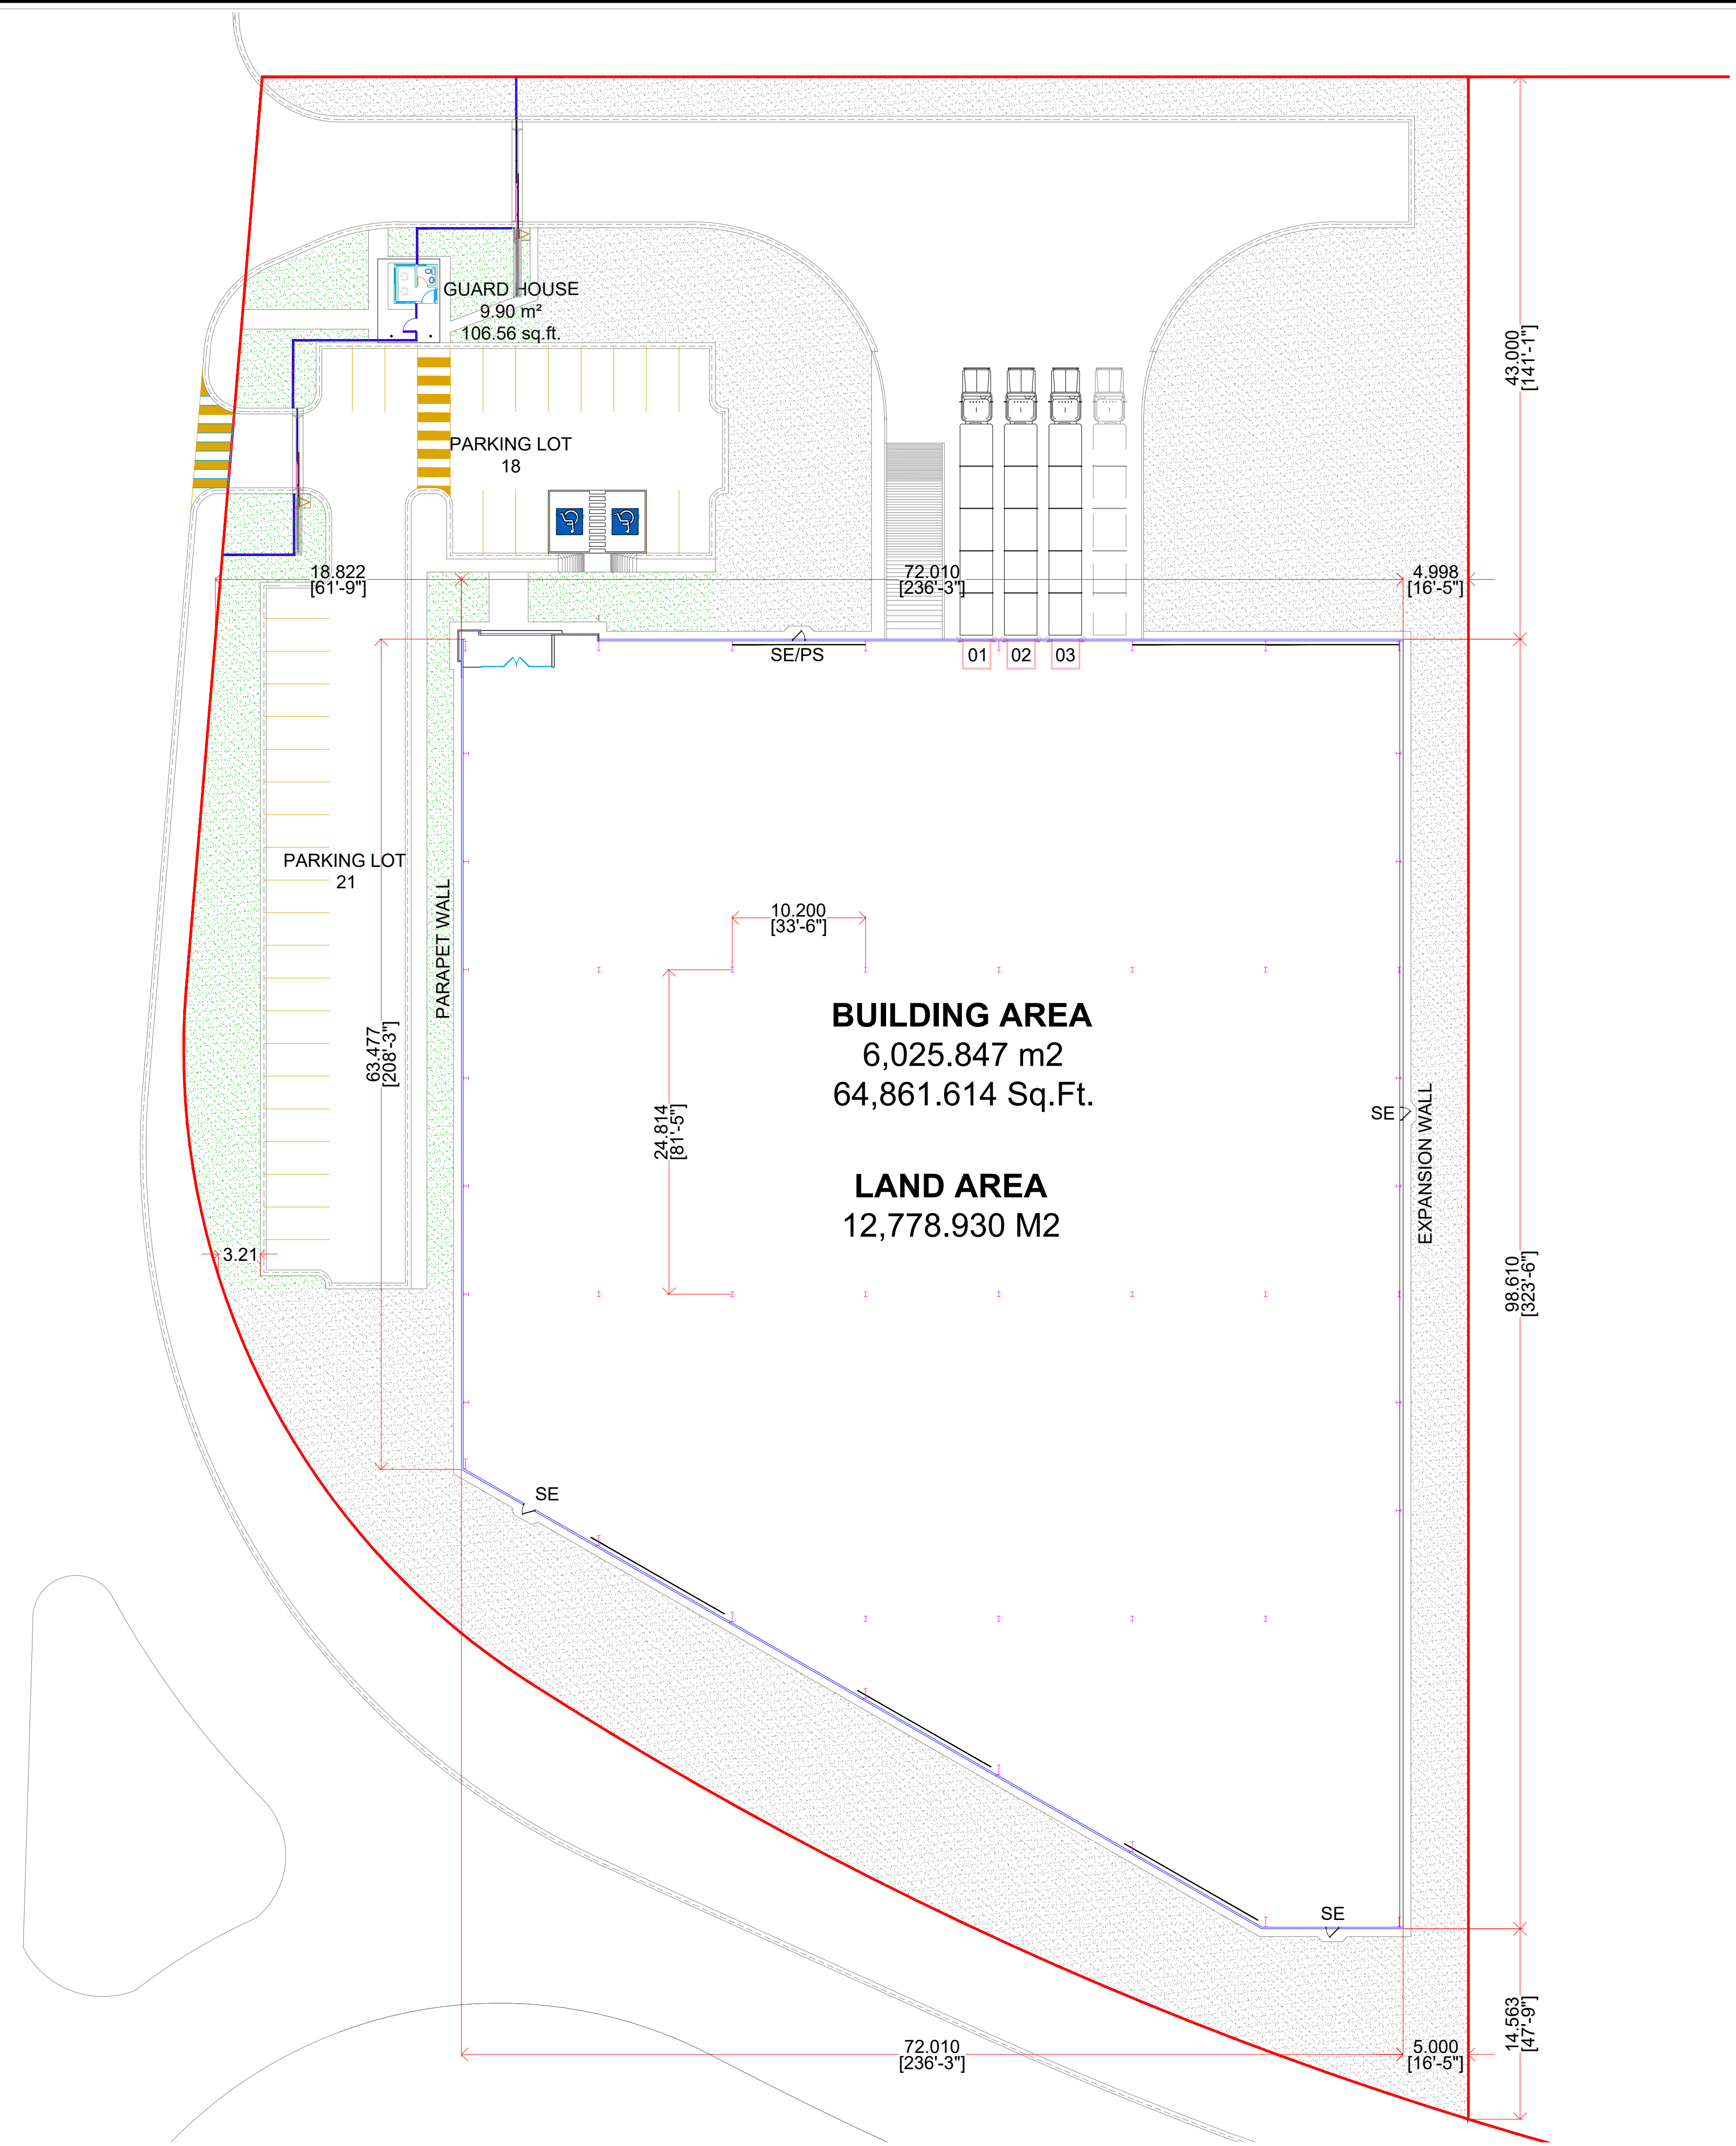 GUARD HOUSE
9.90 m²
106.56 sq.ft.
43.000
[141'-1"]
PARKING LOT
18
18.822
[61'-9"]
72.010
[236'-3"]
4.998
[16'-5"]
SE/PS
01
02
03
PARKING LOT
21
PARAPET WALL
63.477
[208'-3"]
10.200
[33'-6"]
24.814
[81'-5"]
BUILDING AREA
6,025.847 m2
64,861.614 Sq.Ft.
LAND AREA
12,778.930 M2
SE
EXPANSION WALL
3.21
98.610
[323'-6"]
SE
SE
14.563
[47'-9"]
72.010
[236'-3"]
5.000
[16'-5"]